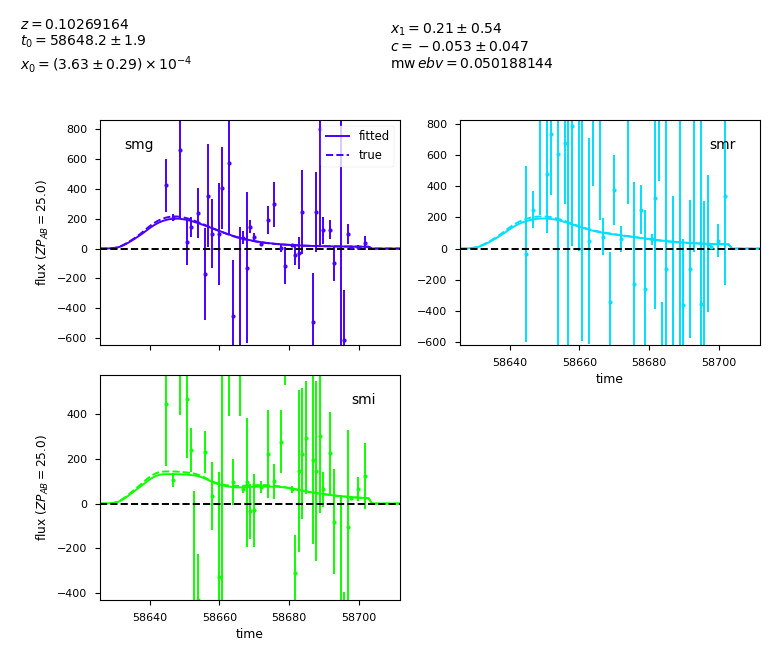 z = 0.10269164
t₀ = 58648.2 ± 1.9
x₀ = (3.63 ± 0.29) × 10⁻⁴
x₁ = 0.21 ± 0.54
c = −0.053 ± 0.047
mw ebv = 0.050188144
smg
fitted
true
800
600
400
200
0
−200
−400
−600
flux (ZP_AB = 25.0)
smr
800
600
400
200
0
−200
−400
−600
58640 58660 58680 58700
time
smi
400
200
0
−200
−400
flux (ZP_AB = 25.0)
58640 58660 58680 58700
time